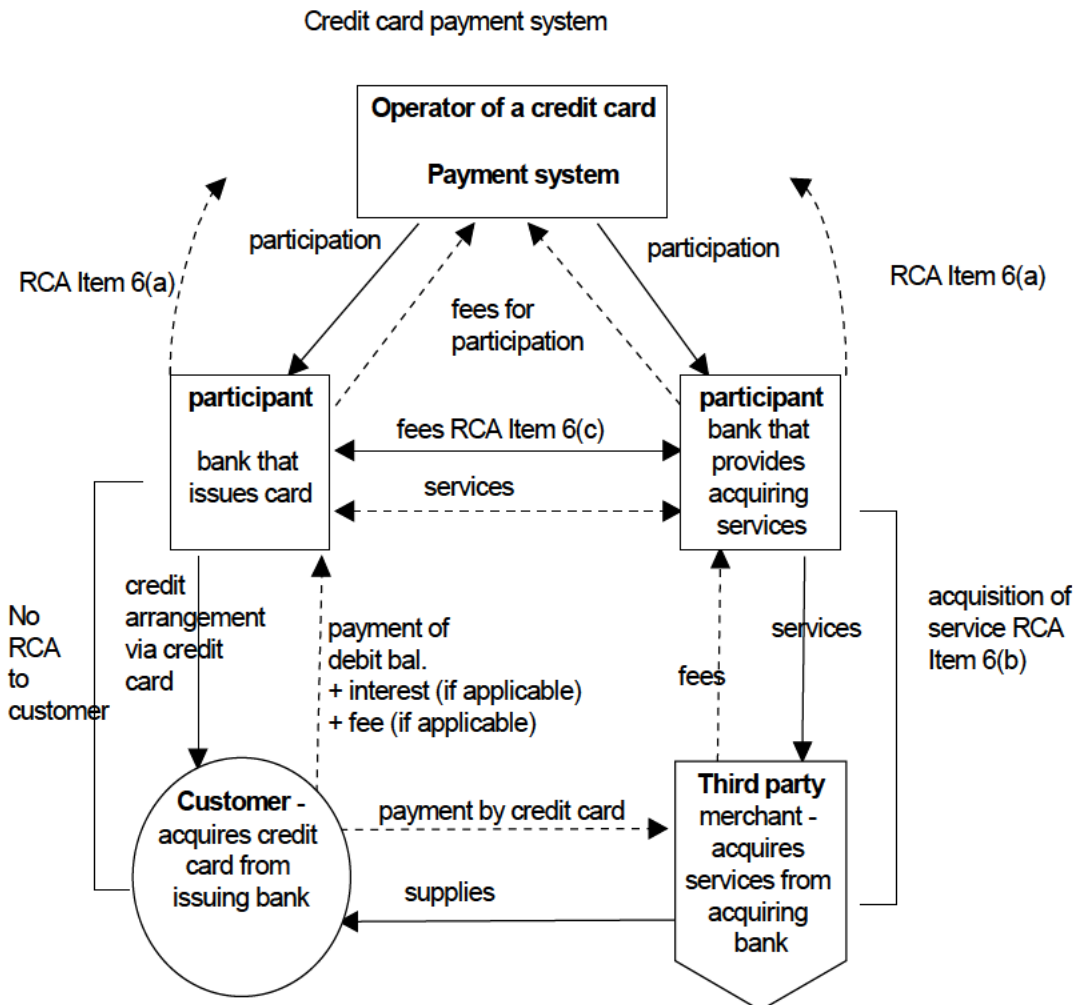 Credit card payment system
Operator of a credit card
Payment system
participation
participation
RCA Item 6(a)
RCA Item 6(a)
fees for
participation
participant
bank that
issues card
participant
bank that
provides
acquiring
services
fees RCA Item 6(c)
services
No
RCA
to
customer
credit
arrangement
via credit
card
payment of
debit bal.
+ interest (if applicable)
+ fee (if applicable)
fees
services
acquisition of
service RCA
Item 6(b)
Customer -
acquires credit
card from
issuing bank
payment by credit card
supplies
Third party
merchant -
acquires
services from
acquiring
bank